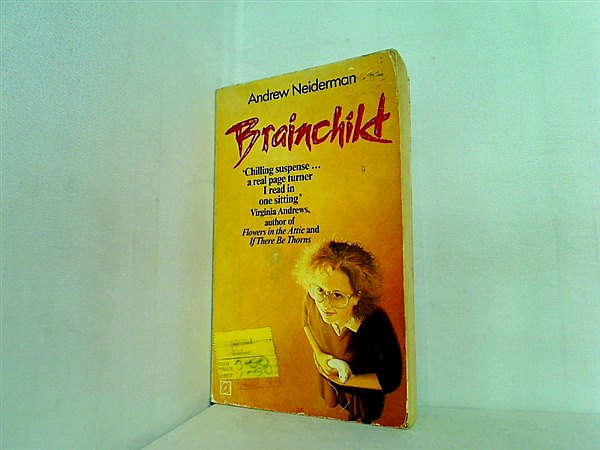 Andrew Neiderman
Brainchild
'Chilling suspense...
a real page turner
I read in
one sitting'
Virginia Andrews,
author of
Flowers in the Attic and
If There Be Thorns